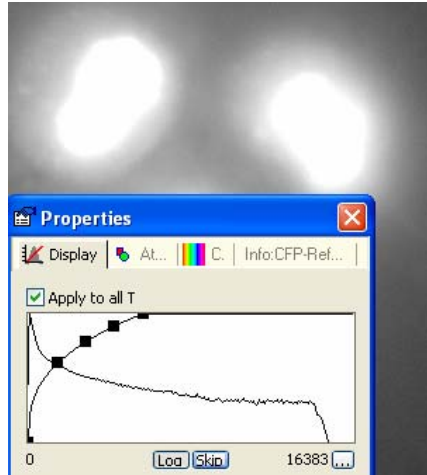 Properties
Display At... C. Info:CFP-Ref...
Apply to all T
0 Log Skip 16383 ...